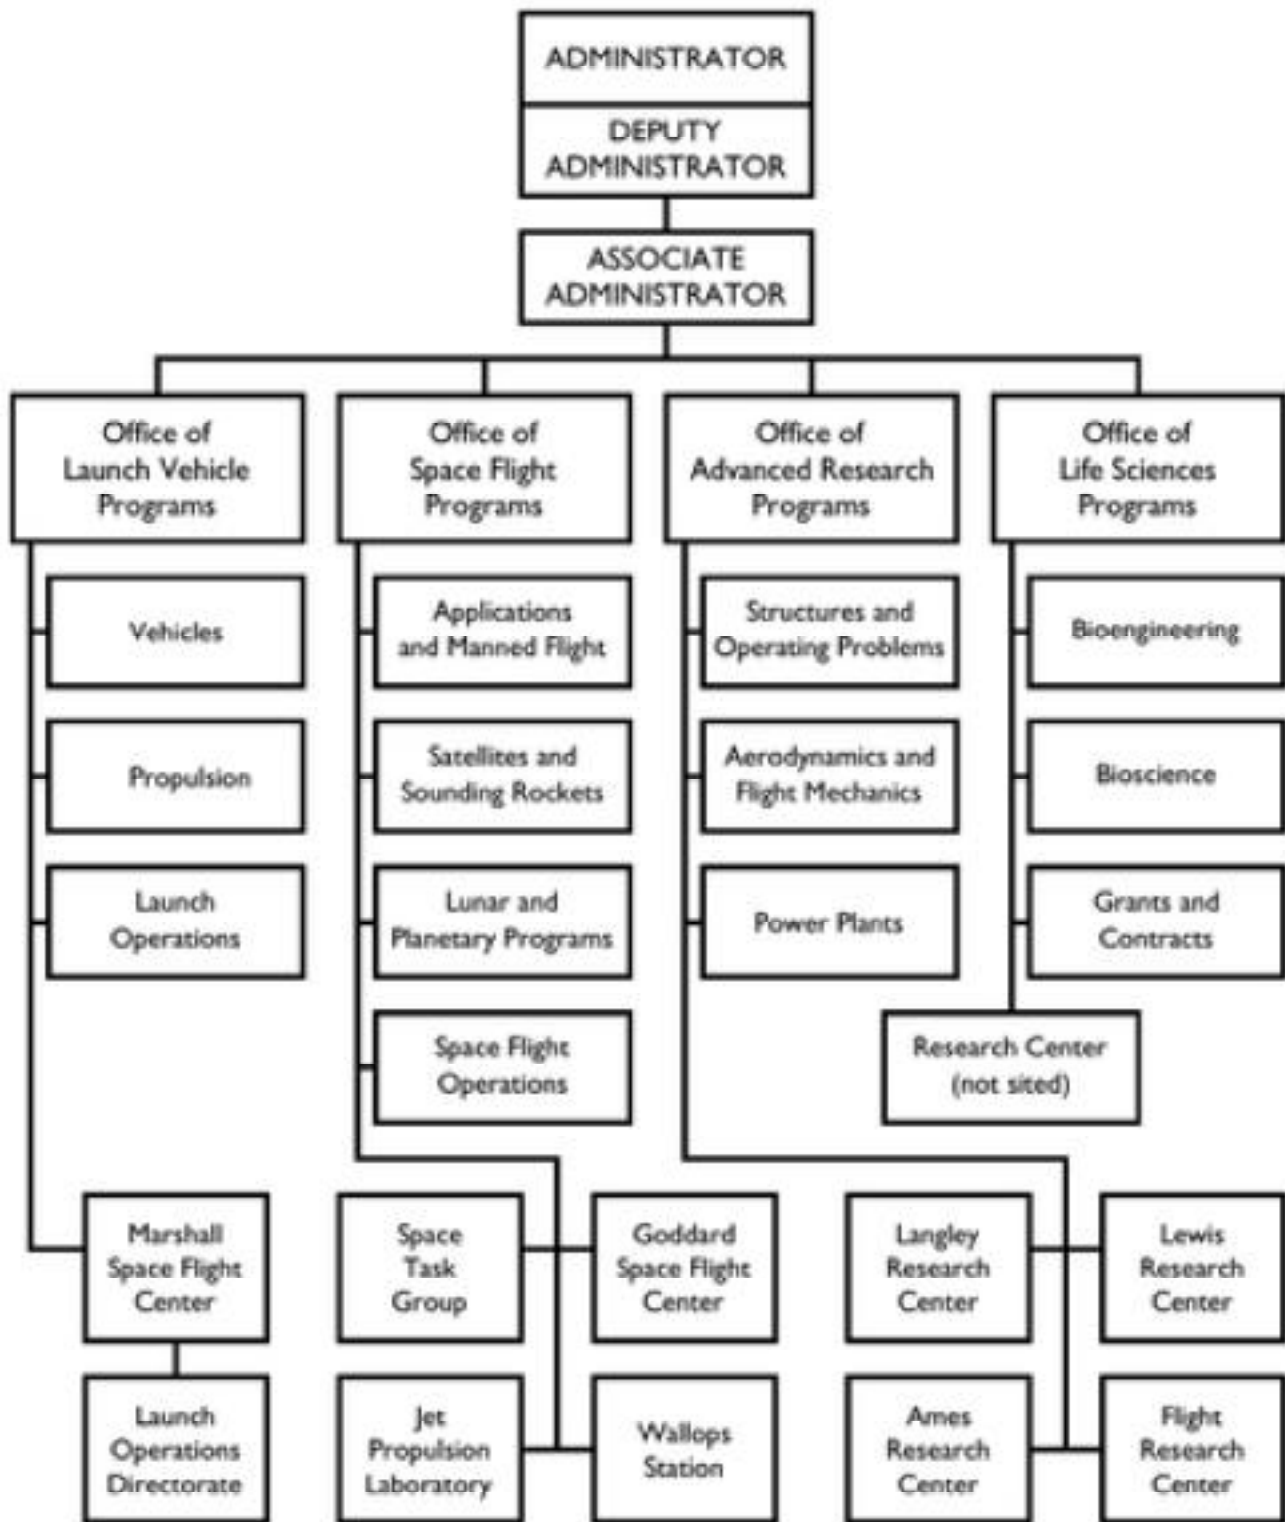 ADMINISTRATOR
DEPUTY
ADMINISTRATOR
ASSOCIATE
ADMINISTRATOR
Office of
Launch Vehicle
Programs
Office of
Space Flight
Programs
Office of
Advanced Research
Programs
Office of
Life Sciences
Programs
Vehicles
Applications
and Manned Flight
Structures and
Operating Problems
Bioengineering
Propulsion
Satellites and
Sounding Rockets
Aerodynamics and
Flight Mechanics
Bioscience
Launch
Operations
Lunar and
Planetary Programs
Power Plants
Grants and
Contracts
Space Flight
Operations
Research Center
(not sited)
Marshall
Space Flight
Center
Space
Task
Group
Goddard
Space Flight
Center
Langley
Research
Center
Lewis
Research
Center
Launch
Operations
Directorate
Jet
Propulsion
Laboratory
Wallops
Station
Ames
Research
Center
Flight
Research
Center